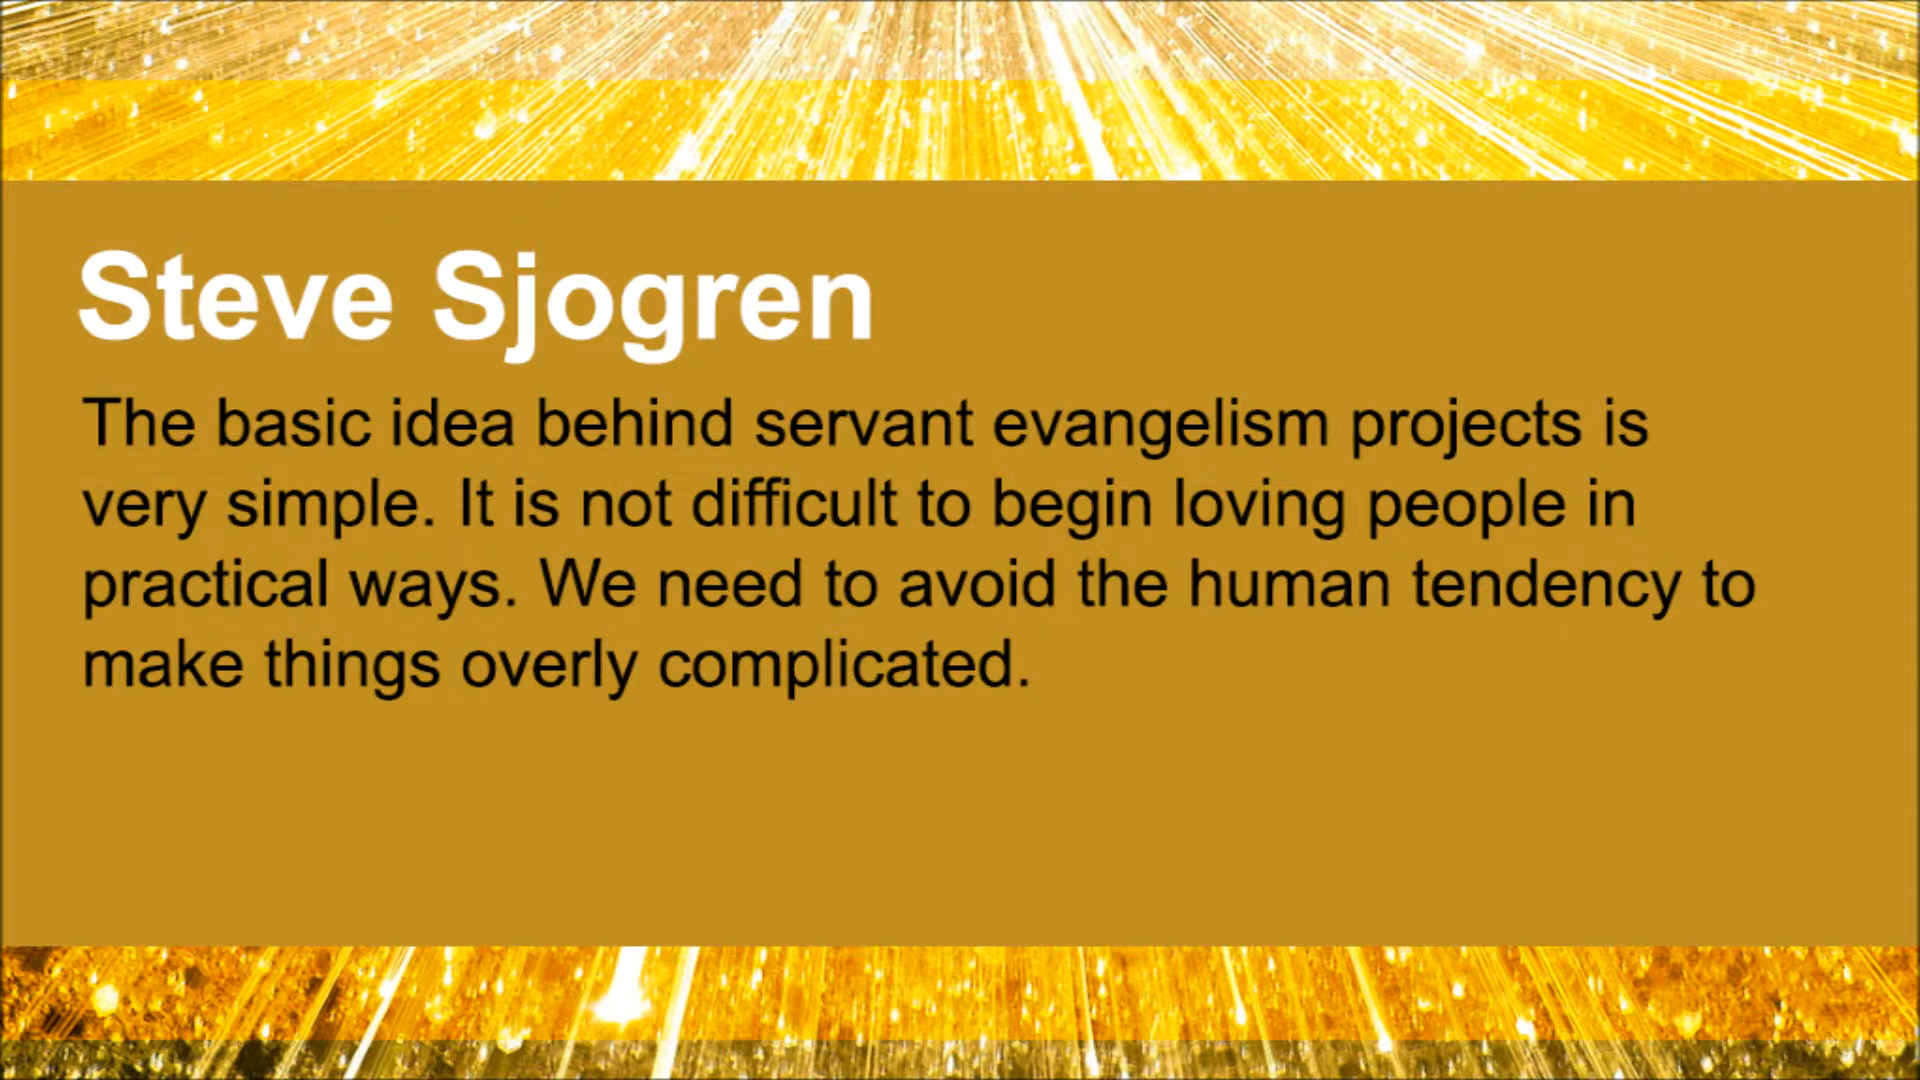 Steve Sjogren
The basic idea behind servant evangelism projects is
very simple. It is not difficult to begin loving people in
practical ways. We need to avoid the human tendency to
make things overly complicated.